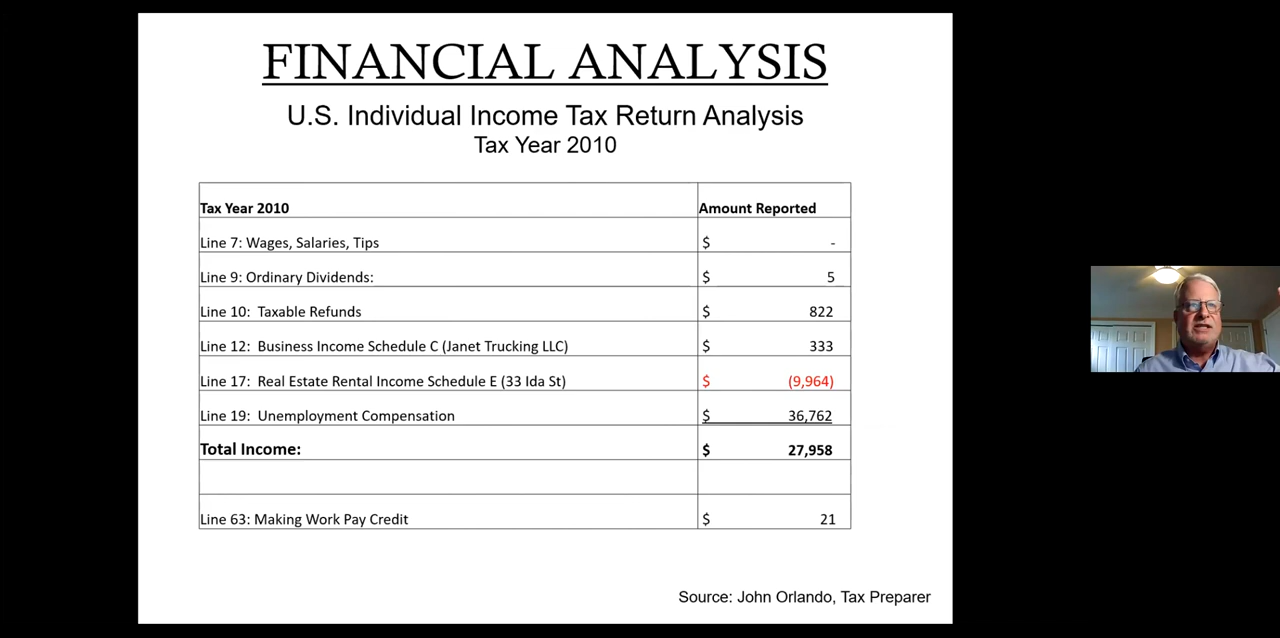 FINANCIAL ANALYSIS
U.S. Individual Income Tax Return Analysis
Tax Year 2010
Tax Year 2010 Amount Reported
Line 7: Wages, Salaries, Tips $ -
Line 9: Ordinary Dividends: $ 5
Line 10:  Taxable Refunds $ 822
Line 12:  Business Income Schedule C (Janet Trucking LLC) $ 333
Line 17:  Real Estate Rental Income Schedule E (33 Ida St) $ (9,964)
Line 19:  Unemployment Compensation $ 36,762
Total Income: $ 27,958
Line 63: Making Work Pay Credit $ 21
Source: John Orlando, Tax Preparer